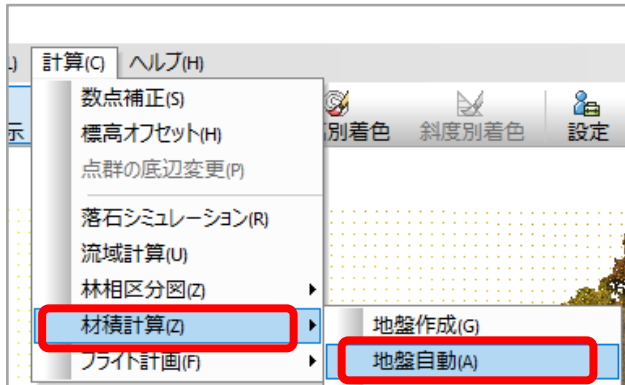 計算(C) ヘルプ(H)
数点補正(S)
標高オフセット(H)
点群の底辺変更(P)
落石シミュレーション(R)
流域計算(U)
林相区分図(Z)
材積計算(Z)
フライト計画(F)
地盤作成(G)
地盤自動(A)
示
別着色
斜度別着色
設定